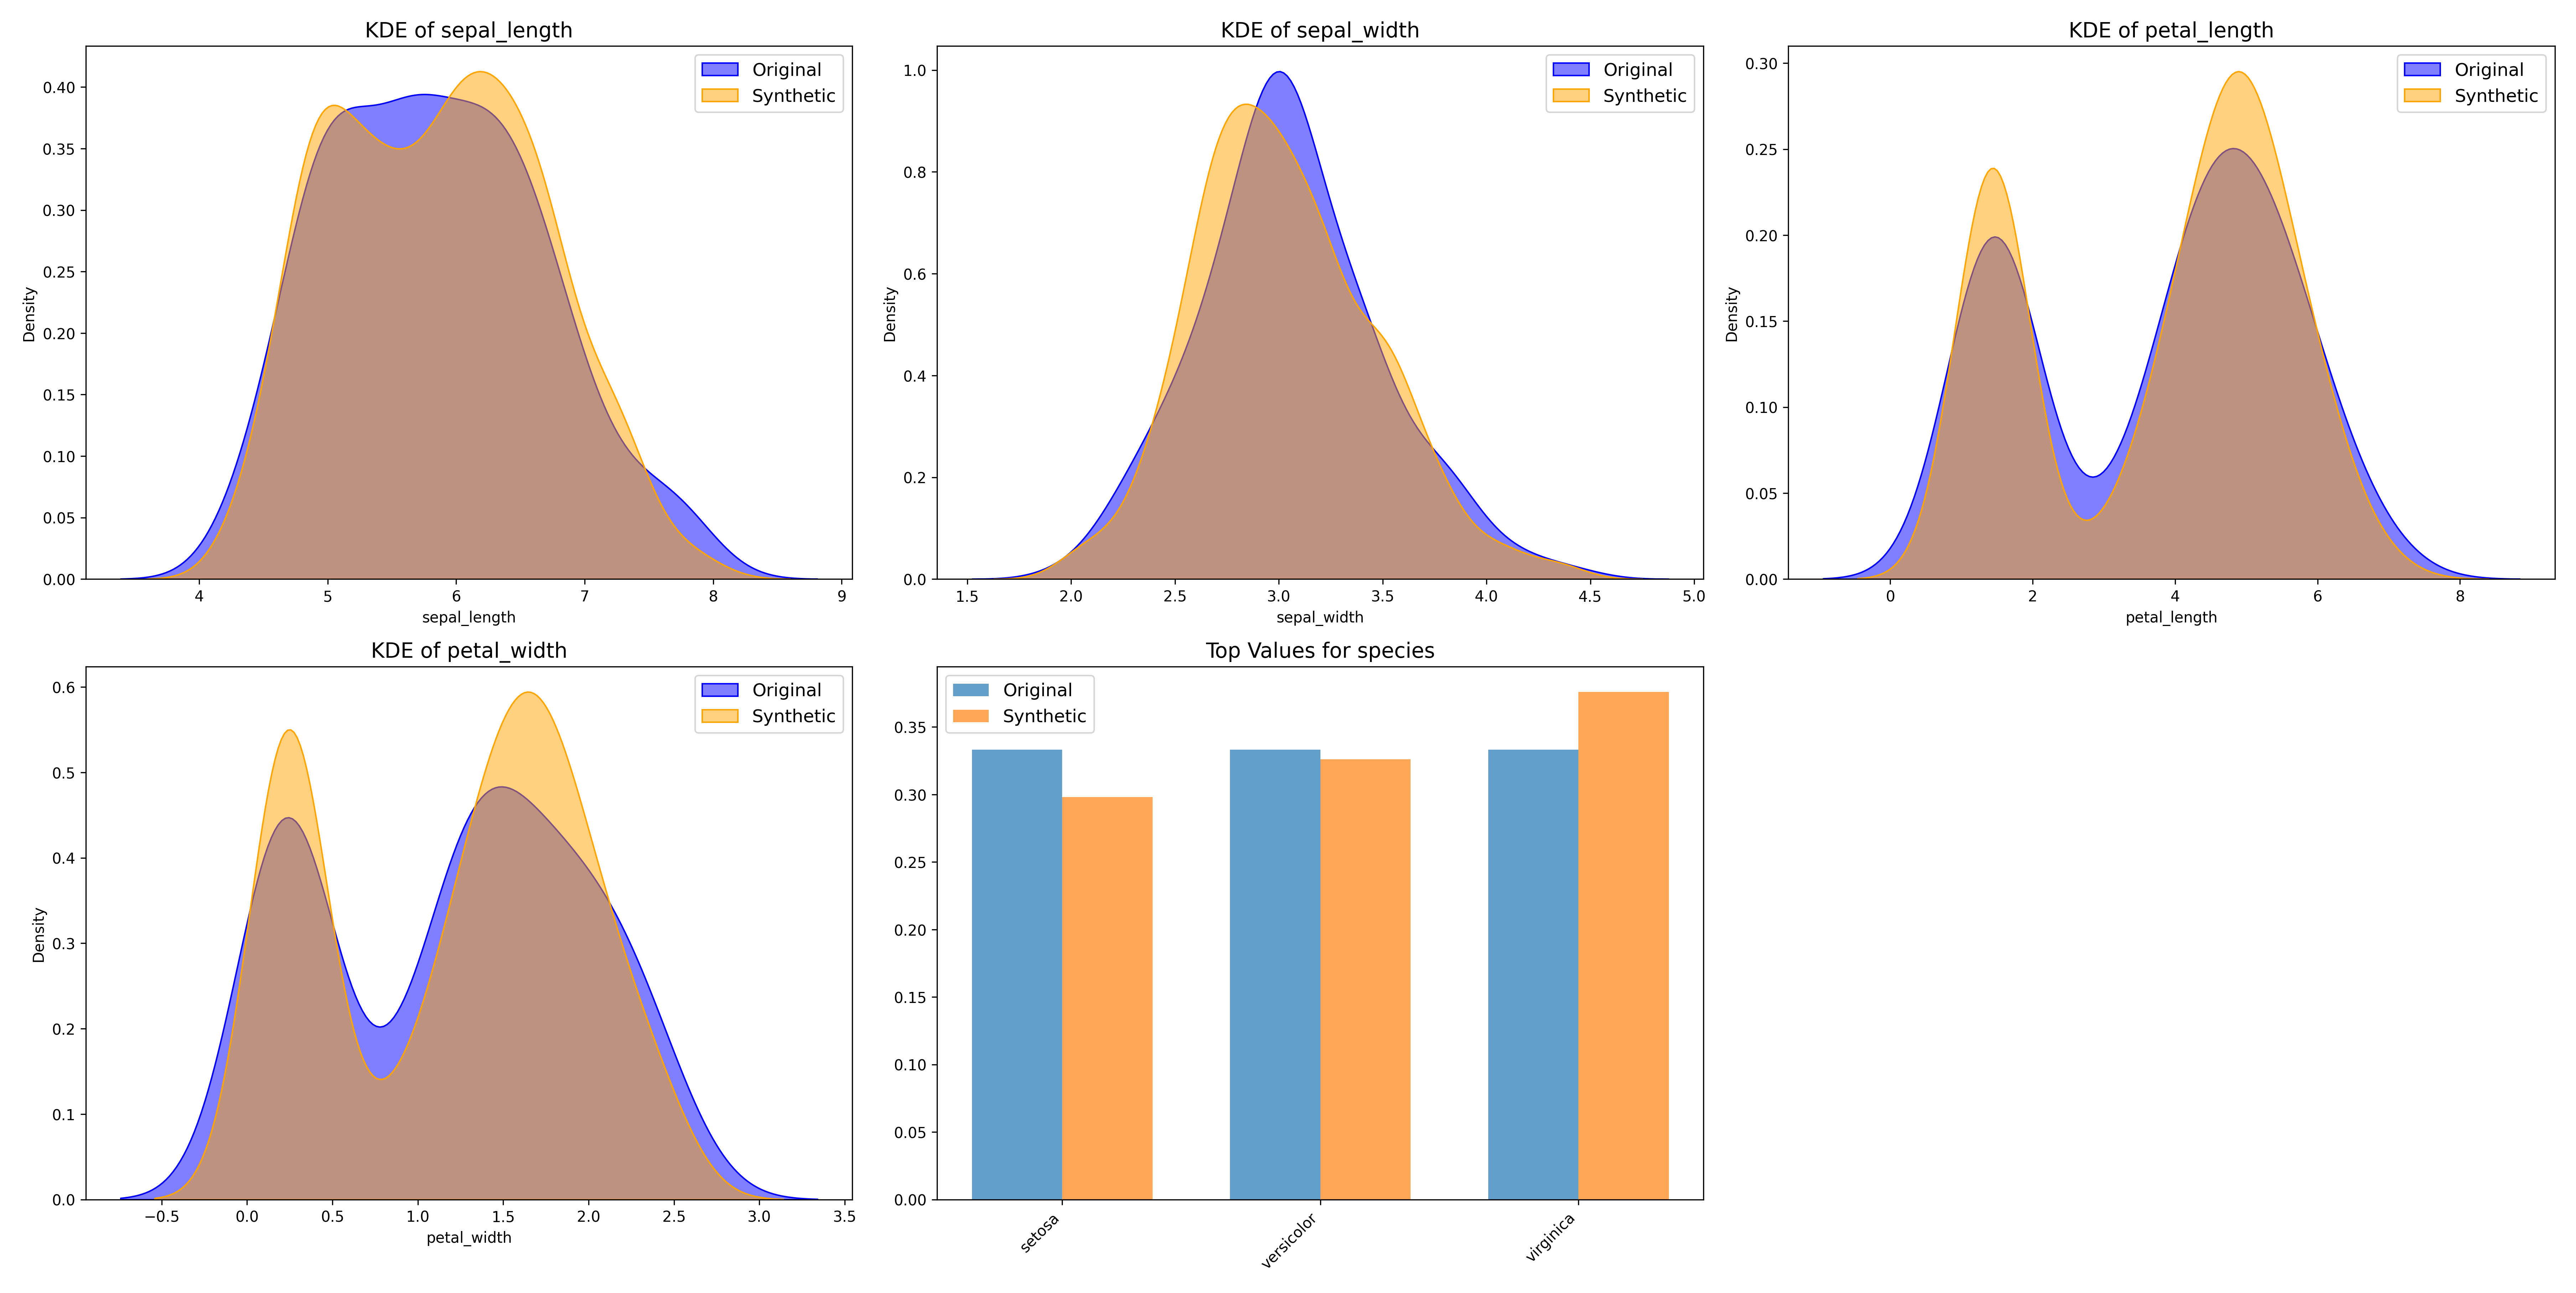 KDE of sepal_length
Original
Synthetic
0.40
0.35
0.30
0.25
0.20
0.15
0.10
0.05
0.00
Density
4 5 6 7 8 9
sepal_length
KDE of sepal_width
Original
Synthetic
1.0
0.8
0.6
0.4
0.2
0.0
Density
1.5 2.0 2.5 3.0 3.5 4.0 4.5 5.0
sepal_width
KDE of petal_length
Original
Synthetic
0.30
0.25
0.20
0.15
0.10
0.05
0.00
Density
0 2 4 6 8
petal_length
KDE of petal_width
Original
Synthetic
0.6
0.5
0.4
0.3
0.2
0.1
0.0
Density
−0.5 0.0 0.5 1.0 1.5 2.0 2.5 3.0 3.5
petal_width
Top Values for species
Original
Synthetic
0.35
0.30
0.25
0.20
0.15
0.10
0.05
0.00
setosa
versicolor
virginica